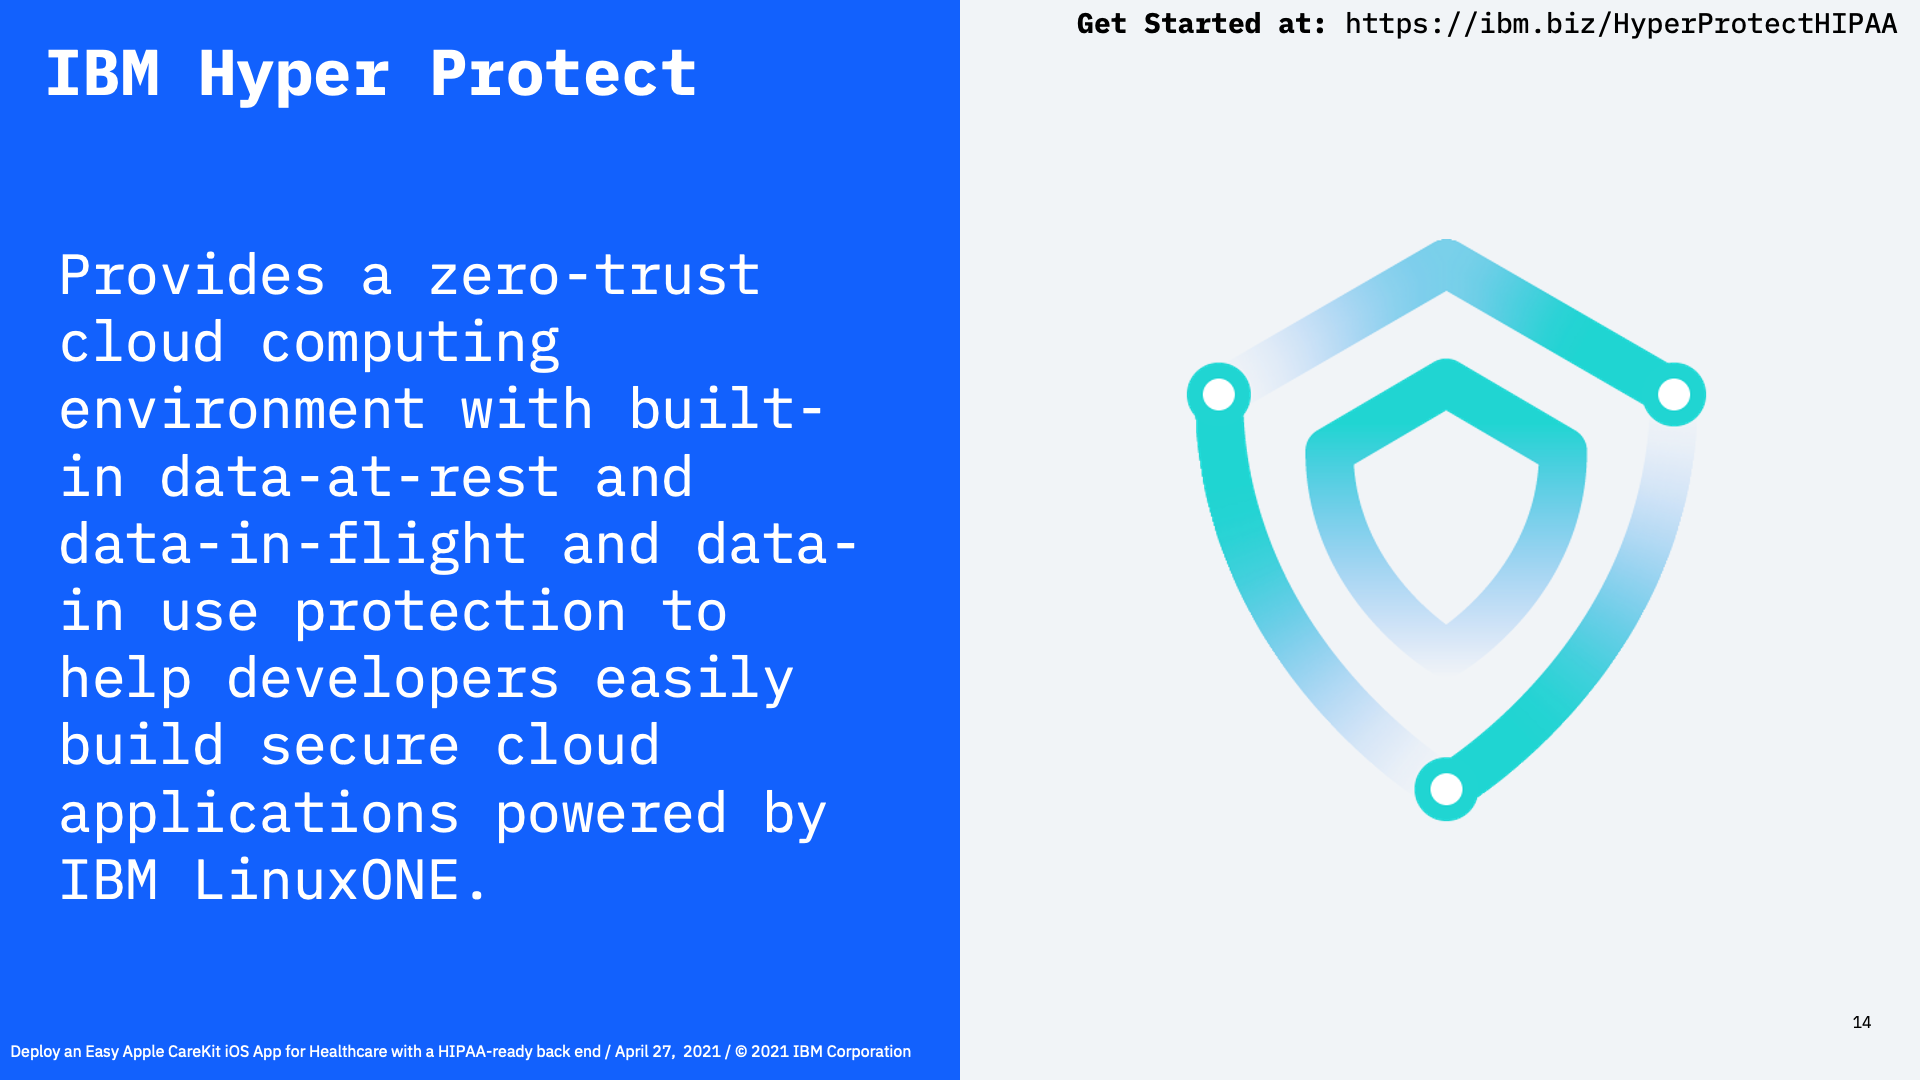 Get Started at: https://ibm.biz/HyperProtectHIPAA
IBM Hyper Protect
Provides a zero-trust
cloud computing
environment with built-
in data-at-rest and
data-in-flight and data-
in use protection to
help developers easily
build secure cloud
applications powered by
IBM LinuxONE.
14
Deploy an Easy Apple CareKit iOS App for Healthcare with a HIPAA-ready back end / April 27,  2021 / © 2021 IBM Corporation